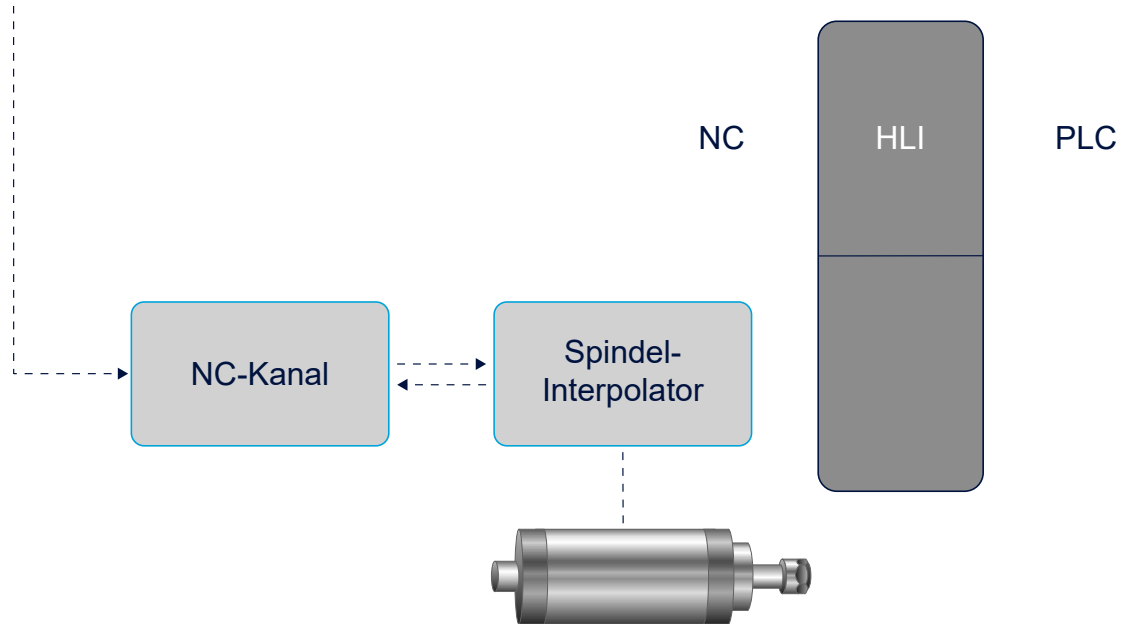 NC
HLI
PLC
NC-Kanal
Spindel-
Interpolator